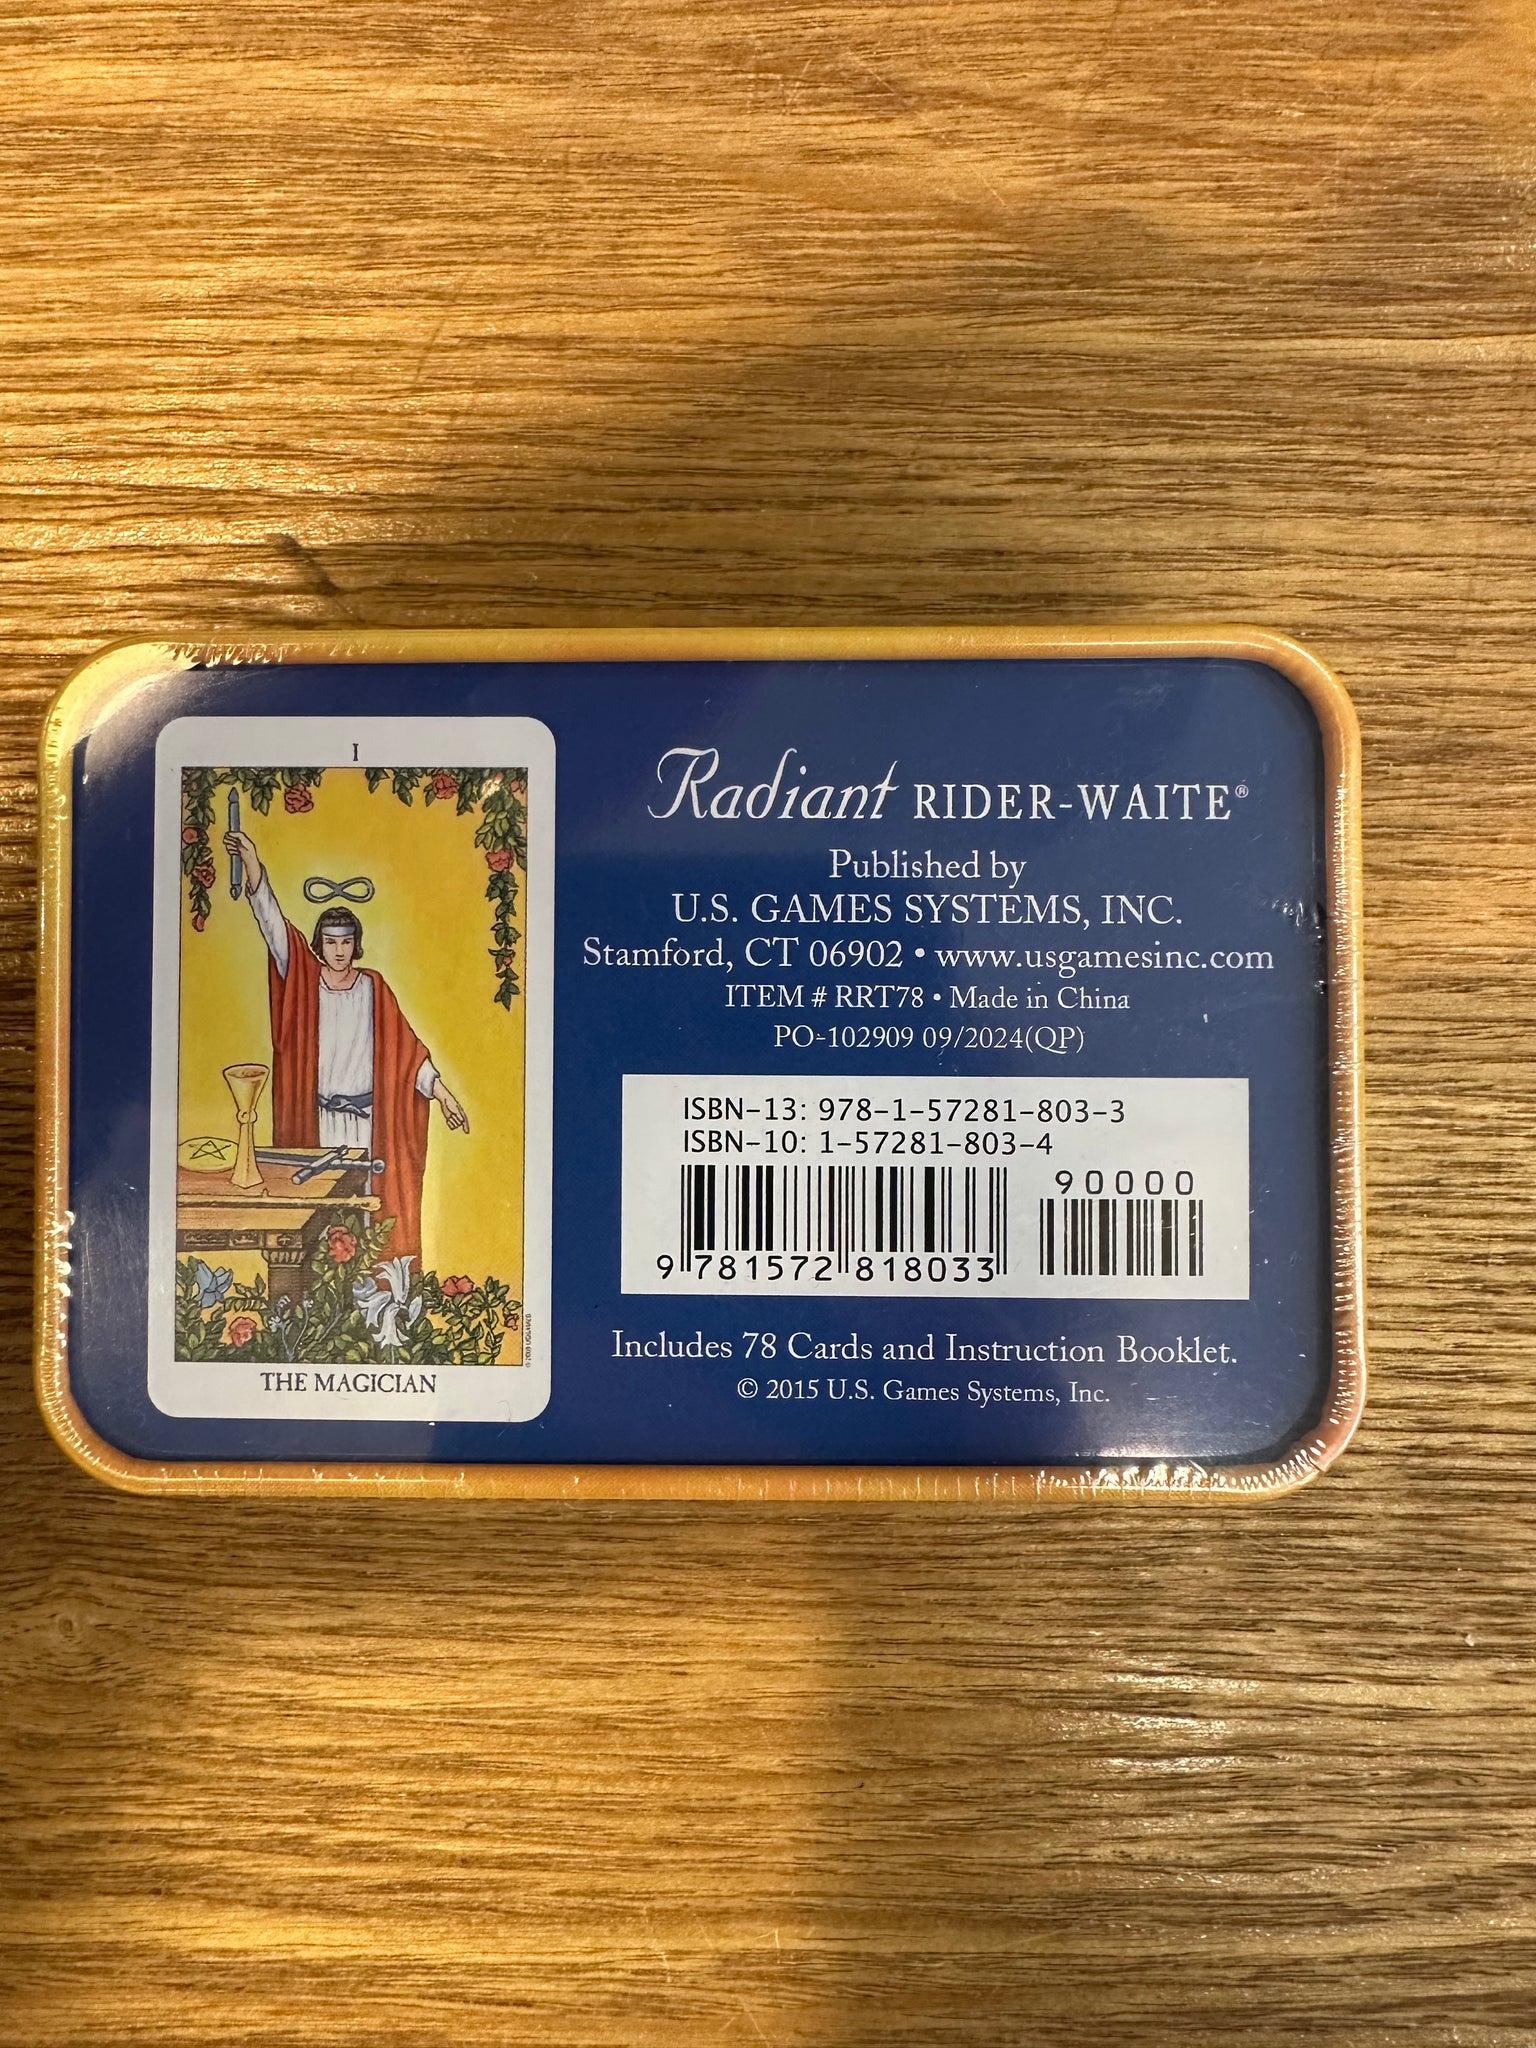 I
THE MAGICIAN
Radiant RIDER-WAITE®
Published by
U.S. GAMES SYSTEMS, INC.
Stamford, CT 06902 • www.usgamesinc.com
ITEM # RRT78 • Made in China
PO-102909 09/2024(QP)
ISBN-13: 978-1-57281-803-3
ISBN-10: 1-57281-803-4
90000
9 781572 818033
Includes 78 Cards and Instruction Booklet.
© 2015 U.S. Games Systems, Inc.